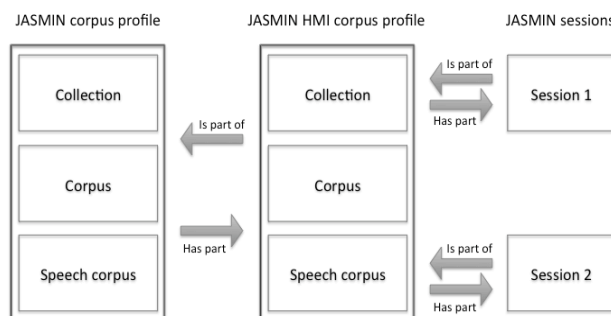 JASMIN corpus profile
JASMIN HMI corpus profile
JASMIN sessions
Collection
Collection
Is part of
Session 1
Has part
Is part of
Corpus
Corpus
Has part
Speech corpus
Speech corpus
Is part of
Session 2
Has part